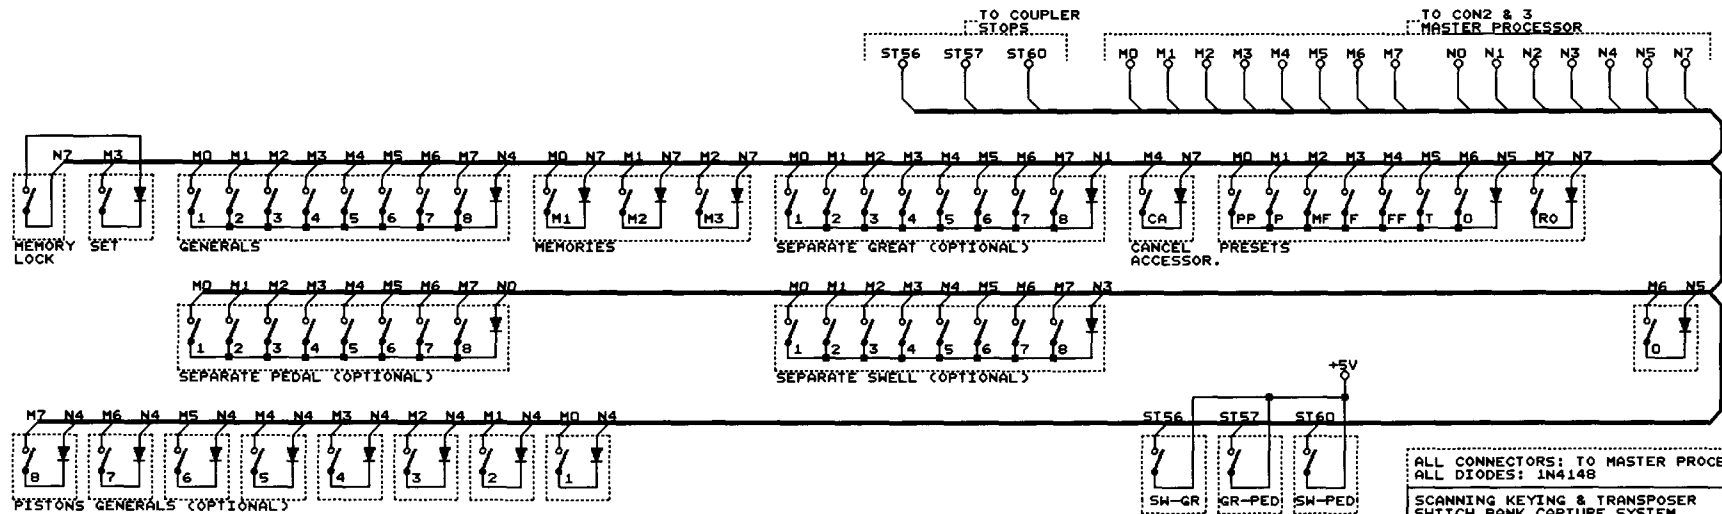 TO COUPLER
STOPS
TO CON2 & 3
MASTER PROCESSOR
ST56 ST57 ST60 M0 M1 M2 M3 M4 M5 M6 M7 N0 N1 N2 N3 N4 N5 N7
N7 M3 M0 M1 M2 M3 M4 M5 M6 M7 N4 M0 N7 M1 N7 M2 N7 M0 M1 M2 M3 M4 M5 M6 M7 N1 M4 N7 M0 M1 M2 M3 M4 M5 M6 N5 M7 N7
1 2 3 4 5 6 7 8 M1 M2 M3 1 2 3 4 5 6 7 8 CA PP P MF F FF T O RO
MEMORY
LOCK
SET
GENERALS
MEMORIES
SEPARATE GREAT (OPTIONAL)
CANCEL
ACCESSOR.
PRESETS
M0 M1 M2 M3 M4 M5 M6 M7 N0 M0 M1 M2 M3 M4 M5 M6 M7 N3 M6 N5
1 2 3 4 5 6 7 8 1 2 3 4 5 6 7 8 O
SEPARATE PEDAL (OPTIONAL)
SEPARATE SWELL (OPTIONAL)
+5V
M7 N4 M6 N4 M5 N4 M4 N4 M3 N4 M2 N4 M1 N4 M0 N4 ST56 ST57 ST60
8 7 6 5 4 3 2 1
PISTONS GENERALS (OPTIONAL)
SW-GR GR-PED SW-PED
ALL CONNECTORS: TO MASTER PROCE
ALL DIODES: 1N4148
SCANNING KEYING & TRANSPOSER
SWITCH BANK CAPTURE SYSTEM